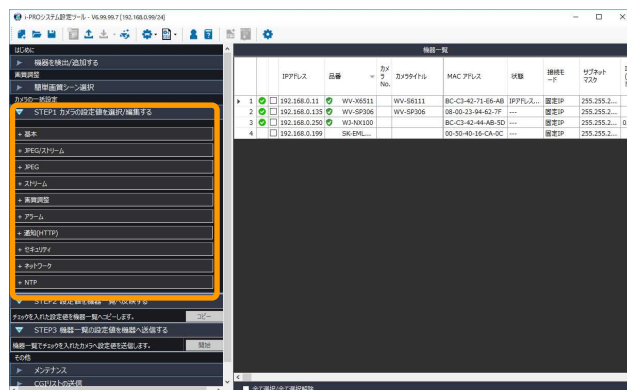 i-PROシステム設定ツール - V6.99.99.7 [192.168.0.99/24]
はじめに
機器を検出/追加する
画質調整
簡単画質シーン選択
カメラの一括設定
STEP1 カメラの設定値を選択/編集する
+ 基本
+ JPEG/ストリーム
+ JPEG
+ ストリーム
+ 画質調整
+ アラーム
+ 通知(HTTP)
+ セキュリティ
+ ネットワーク
+ NTP
STEP2 設定値を機器一覧へ反映する
チェックを入れた設定値を機器一覧へコピーします。 コピー
STEP3 機器一覧の設定値を機器へ送信する
機器一覧でチェックを入れたカメラへ設定値を送信します。 開始
その他
メンテナンス
CGIリストの送信
機器一覧
IPアドレス 品番 カメラNo. カメラタイトル MAC アドレス 状態 接続モード サブネットマスク
1 192.168.0.11 WV-X6511 WV-S6111 BC-C3-42-71-E6-AB IPアドレス... 固定IP 255.255.2...
2 192.168.0.135 WV-SP306 WV-SP306 08-00-23-94-62-7F --- 固定IP 255.255.2...
3 192.168.0.250 WJ-NX100 BC-C3-42-44-AB-5D --- 固定IP 255.255.2...
4 192.168.0.199 SK-EML... 00-50-40-16-CA-0C --- 固定IP 255.255.2...
全て選択/全て選択解除